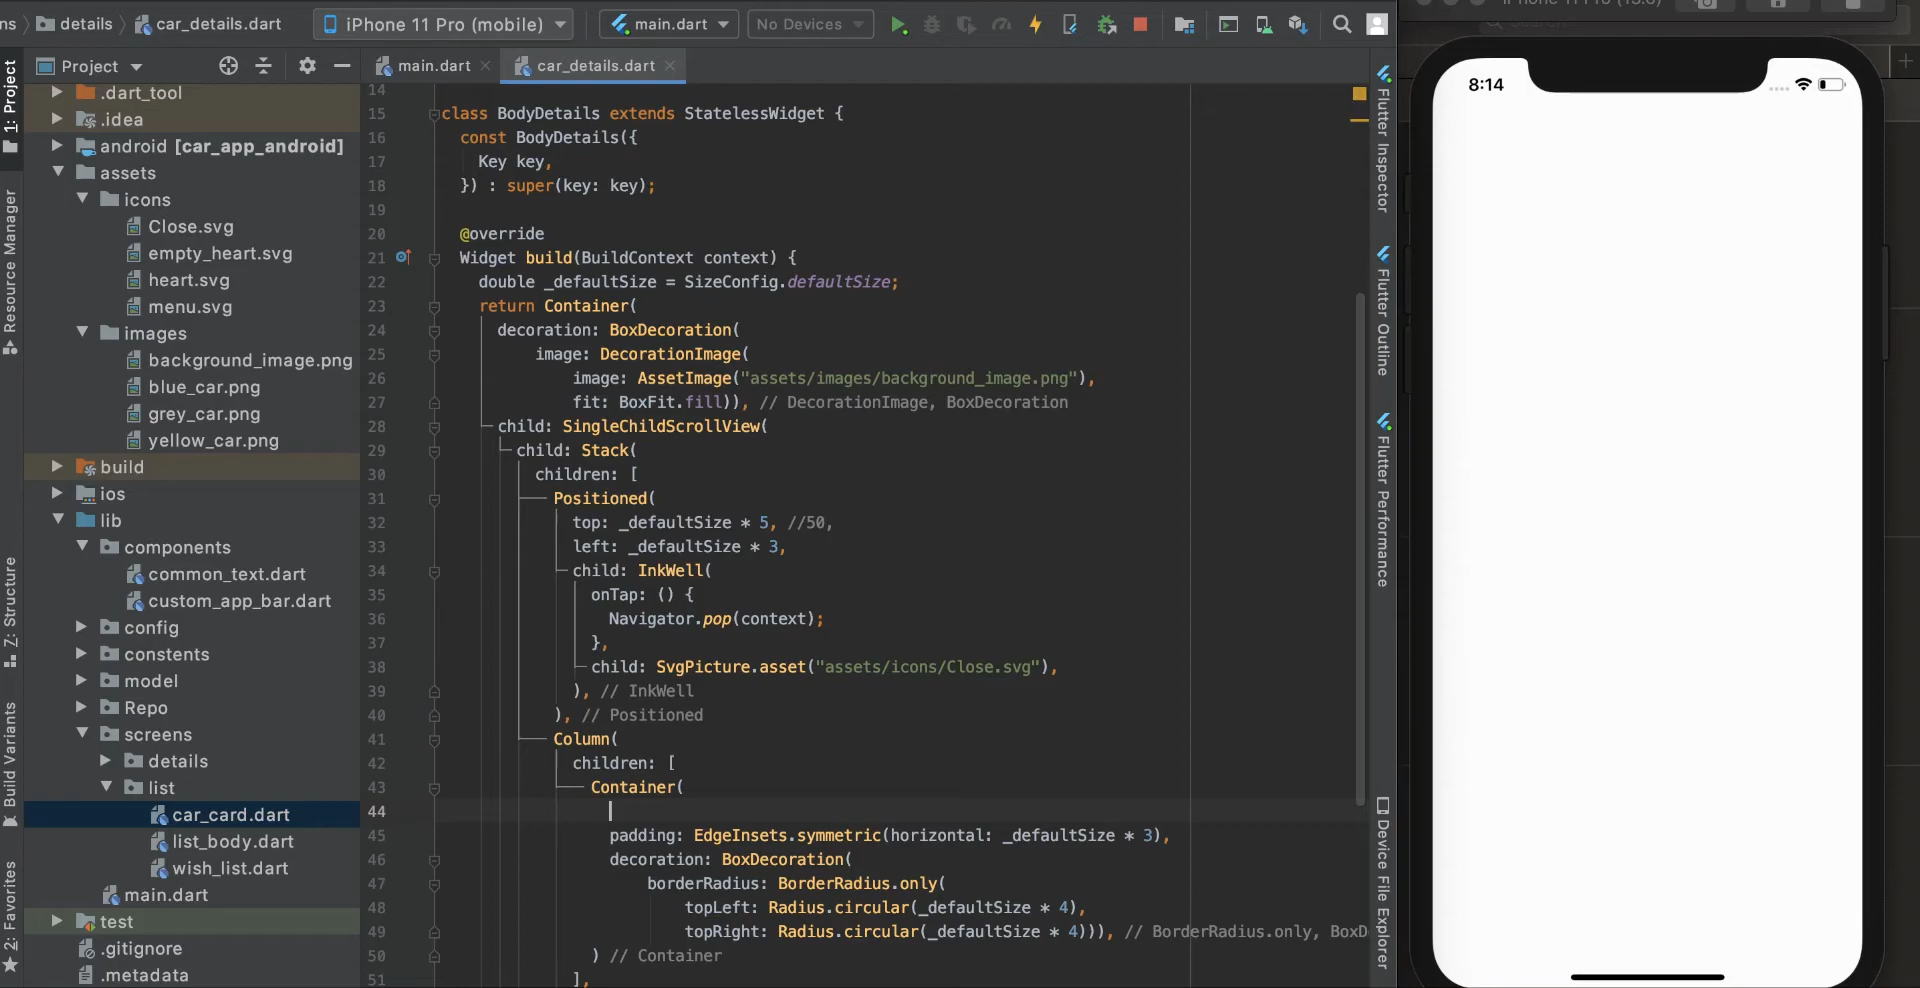 ns
details
car_details.dart
iPhone 11 Pro (mobile)
main.dart
No Devices
iPhone 11 Pro (13.6)
Search
Project
main.dart
car_details.dart
1: Project
Resource Manager
Z: Structure
Build Variants
2: Favorites
.dart_tool
.idea
android [car_app_android]
assets
icons
Close.svg
empty_heart.svg
heart.svg
menu.svg
images
background_image.png
blue_car.png
grey_car.png
yellow_car.png
build
ios
lib
components
common_text.dart
custom_app_bar.dart
config
constents
model
Repo
screens
details
list
car_card.dart
list_body.dart
wish_list.dart
main.dart
test
.gitignore
.metadata
14
15 class BodyDetails extends StatelessWidget {
16 const BodyDetails({
17 Key key,
18 }) : super(key: key);
19
20 @override
21 Widget build(BuildContext context) {
22 double _defaultSize = SizeConfig.defaultSize;
23 return Container(
24 decoration: BoxDecoration(
25 image: DecorationImage(
26 image: AssetImage("assets/images/background_image.png"),
27 fit: BoxFit.fill)), // DecorationImage, BoxDecoration
28 child: SingleChildScrollView(
29 child: Stack(
30 children: [
31 Positioned(
32 top: _defaultSize * 5, //50,
33 left: _defaultSize * 3,
34 child: InkWell(
35 onTap: () {
36 Navigator.pop(context);
37 },
38 child: SvgPicture.asset("assets/icons/Close.svg"),
39 ), // InkWell
40 ), // Positioned
41 Column(
42 children: [
43 Container(
44
45 padding: EdgeInsets.symmetric(horizontal: _defaultSize * 3),
46 decoration: BoxDecoration(
47 borderRadius: BorderRadius.only(
48 topLeft: Radius.circular(_defaultSize * 4),
49 topRight: Radius.circular(_defaultSize * 4))), // BorderRadius.only, BoxD
50 ) // Container
51 ],
Flutter Inspector
Flutter Outline
Flutter Performance
Device File Explorer
8:14